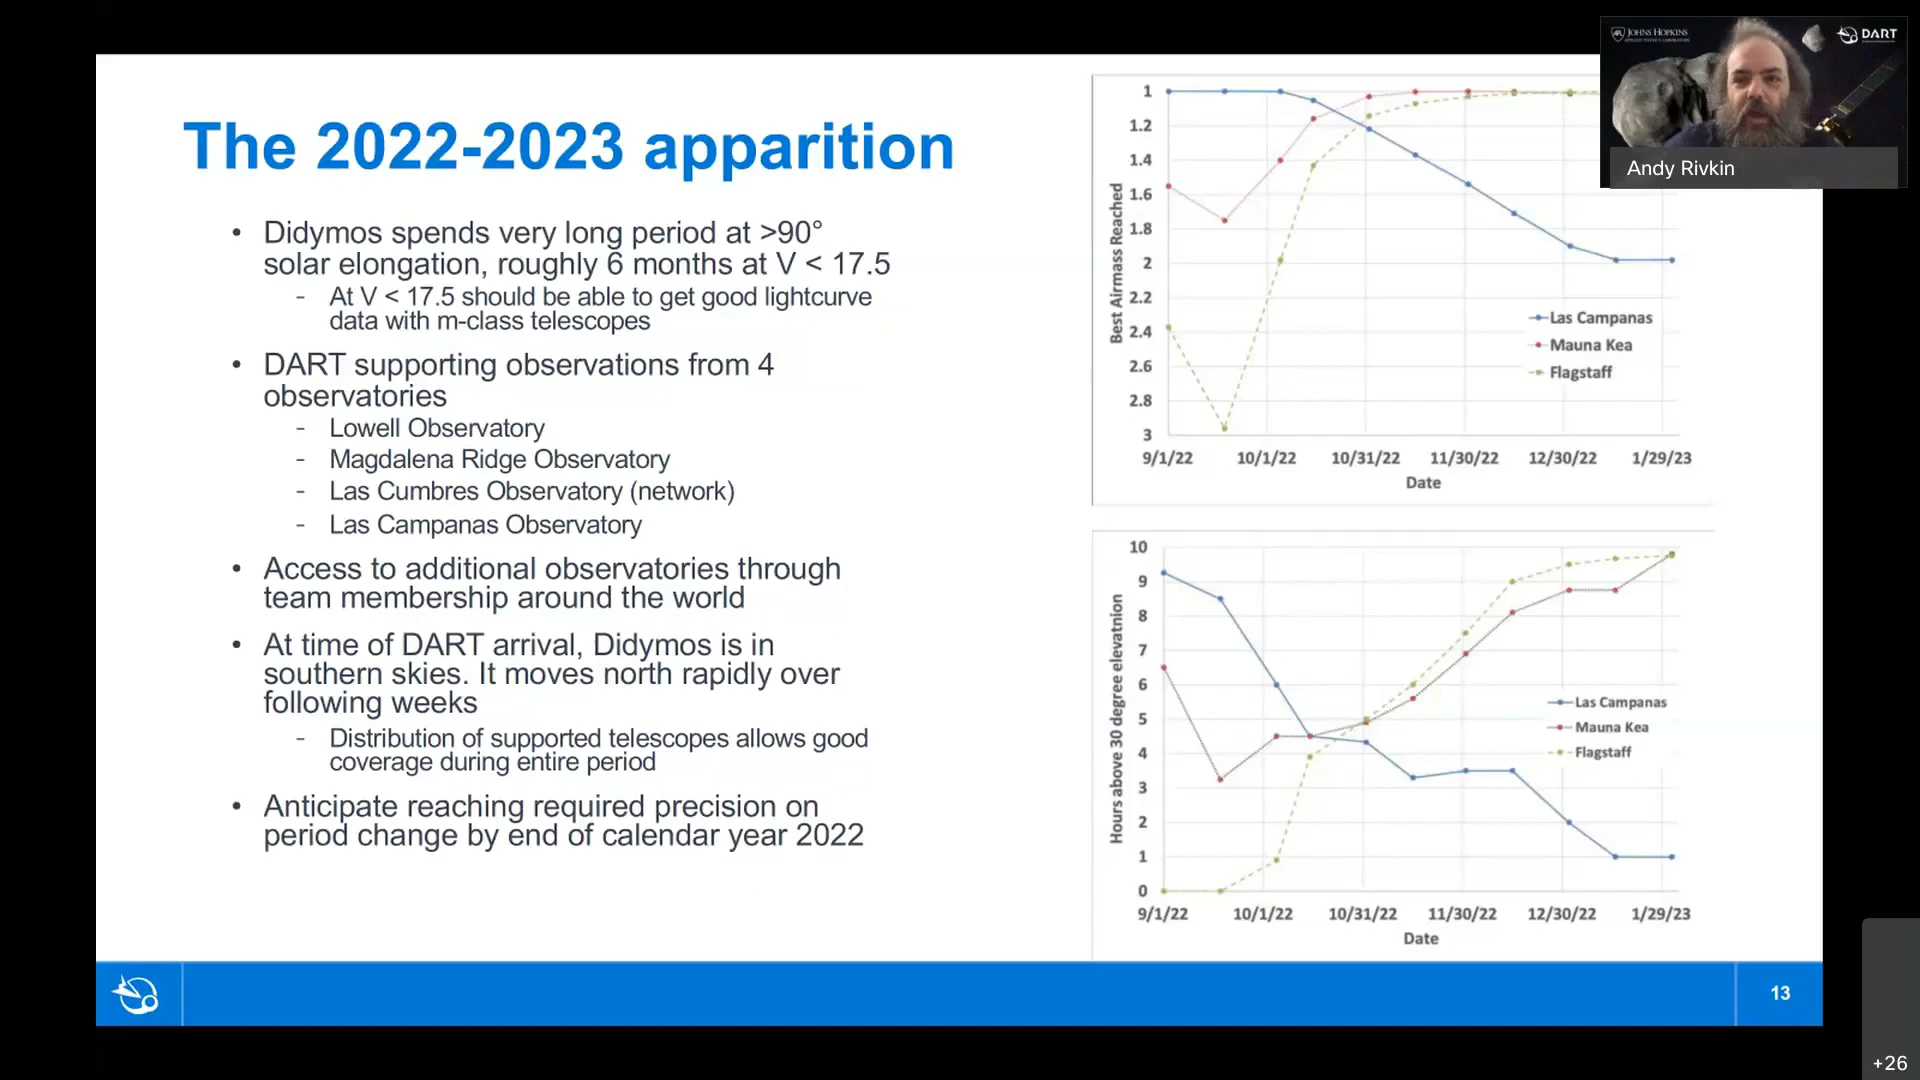 The 2022-2023 apparition
• Didymos spends very long period at >90°
solar elongation, roughly 6 months at V < 17.5
- At V < 17.5 should be able to get good lightcurve
data with m-class telescopes
• DART supporting observations from 4
observatories
- Lowell Observatory
- Magdalena Ridge Observatory
- Las Cumbres Observatory (network)
- Las Campanas Observatory
• Access to additional observatories through
team membership around the world
• At time of DART arrival, Didymos is in
southern skies. It moves north rapidly over
following weeks
- Distribution of supported telescopes allows good
coverage during entire period
• Anticipate reaching required precision on
period change by end of calendar year 2022
Best Airmass Reached
1
1.2
1.4
1.6
1.8
2
2.2
2.4
2.6
2.8
3
Las Campanas
Mauna Kea
Flagstaff
9/1/22 10/1/22 10/31/22 11/30/22 12/30/22 1/29/23
Date
Hours above 30 degree elevatnion
10
9
8
7
6
5
4
3
2
1
0
Las Campanas
Mauna Kea
Flagstaff
9/1/22 10/1/22 10/31/22 11/30/22 12/30/22 1/29/23
Date
JOHNS HOPKINS
APPLIED PHYSICS LABORATORY
DART
Andy Rivkin
13
+26